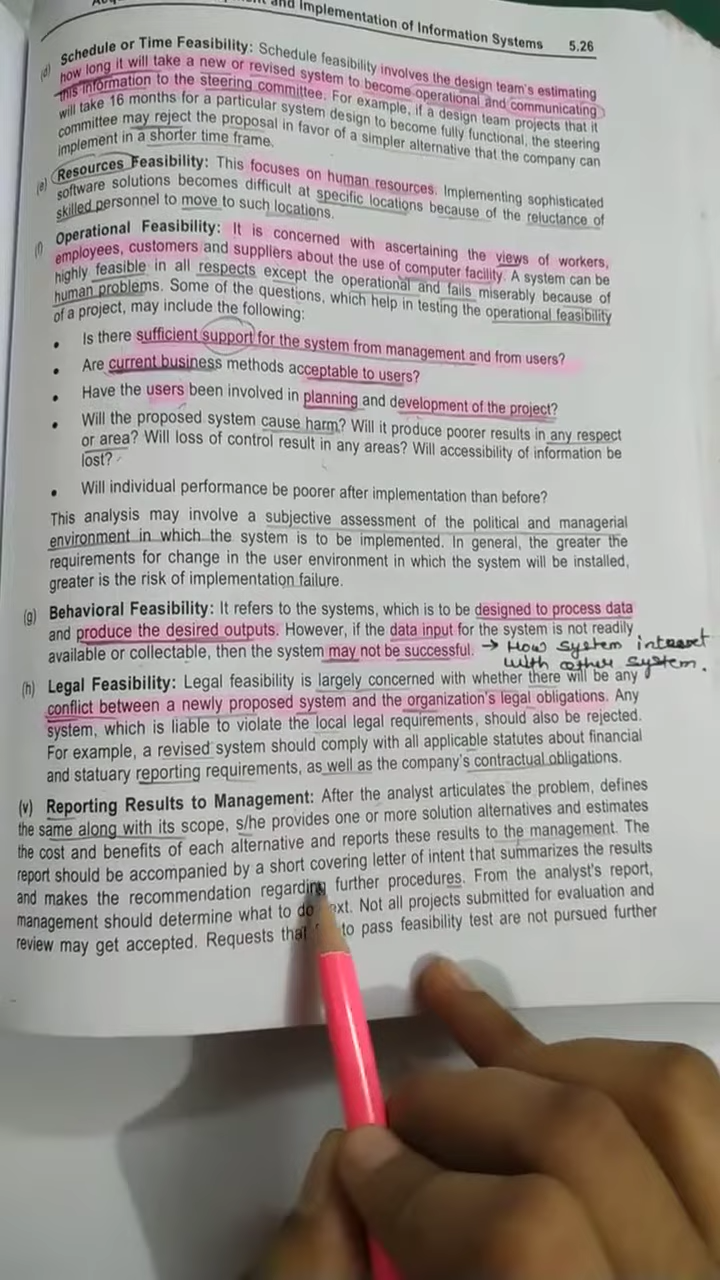 and Implementation of Information Systems 5.26
(d) Schedule or Time Feasibility: Schedule feasibility involves the design team's estimating
how long it will take a new or revised system to become operational and communicating
this information to the steering committee. For example, if a design team projects that it
will take 16 months for a particular system design to become fully functional, the steering
committee may reject the proposal in favor of a simpler alternative that the company can
implement in a shorter time frame.
(e) Resources Feasibility: This focuses on human resources. Implementing sophisticated
software solutions becomes difficult at specific locations because of the reluctance of
skilled personnel to move to such locations.
(f) Operational Feasibility: It is concerned with ascertaining the views of workers,
employees, customers and suppliers about the use of computer facility. A system can be
highly feasible in all respects except the operational and fails miserably because of
human problems. Some of the questions, which help in testing the operational feasibility
of a project, may include the following:
• Is there sufficient support for the system from management and from users?
• Are current business methods acceptable to users?
• Have the users been involved in planning and development of the project?
• Will the proposed system cause harm? Will it produce poorer results in any respect
or area? Will loss of control result in any areas? Will accessibility of information be
lost?
• Will individual performance be poorer after implementation than before?
This analysis may involve a subjective assessment of the political and managerial
environment in which the system is to be implemented. In general, the greater the
requirements for change in the user environment in which the system will be installed,
greater is the risk of implementation failure.
(g) Behavioral Feasibility: It refers to the systems, which is to be designed to process data
and produce the desired outputs. However, if the data input for the system is not readily
available or collectable, then the system may not be successful. → How system interact
with other system.
(h) Legal Feasibility: Legal feasibility is largely concerned with whether there will be any
conflict between a newly proposed system and the organization's legal obligations. Any
system, which is liable to violate the local legal requirements, should also be rejected.
For example, a revised system should comply with all applicable statutes about financial
and statuary reporting requirements, as well as the company's contractual obligations.
(v) Reporting Results to Management: After the analyst articulates the problem, defines
the same along with its scope, s/he provides one or more solution alternatives and estimates
the cost and benefits of each alternative and reports these results to the management. The
report should be accompanied by a short covering letter of intent that summarizes the results
and makes the recommendation regarding further procedures. From the analyst's report,
management should determine what to do Not all projects submitted for evaluation and
review may get accepted. Requests that to pass feasibility test are not pursued further